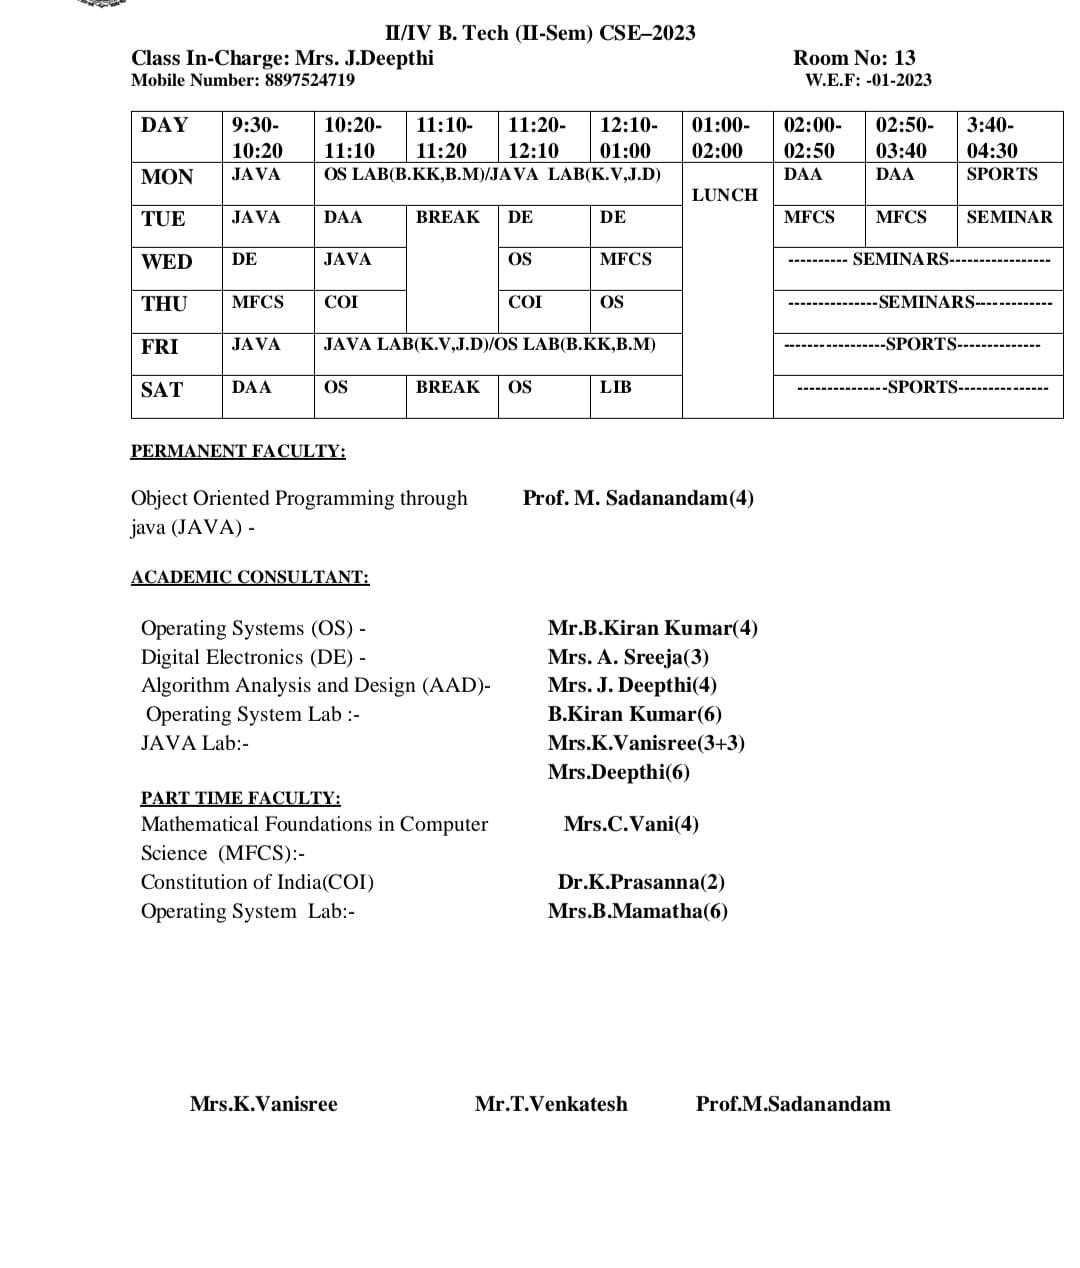 II/IV B. Tech (II-Sem) CSE–2023
Class In-Charge: Mrs. J.Deepthi Room No: 13
Mobile Number: 8897524719 W.E.F: -01-2023
DAY 9:30- 10:20- 11:10- 11:20- 12:10- 01:00- 02:00- 02:50- 3:40-
10:20 11:10 11:20 12:10 01:00 02:00 02:50 03:40 04:30
MON JAVA OS LAB(B.KK,B.M)/JAVA LAB(K.V,J.D) DAA DAA SPORTS
LUNCH
TUE JAVA DAA BREAK DE DE MFCS MFCS SEMINAR
WED DE JAVA OS MFCS ---------- SEMINARS-----------------
THU MFCS COI COI OS ---------------SEMINARS-------------
FRI JAVA JAVA LAB(K.V,J.D)/OS LAB(B.KK,B.M) -----------------SPORTS--------------
SAT DAA OS BREAK OS LIB ---------------SPORTS---------------
PERMANENT FACULTY:
Object Oriented Programming through Prof. M. Sadanandam(4)
java (JAVA) -
ACADEMIC CONSULTANT:
Operating Systems (OS) - Mr.B.Kiran Kumar(4)
Digital Electronics (DE) - Mrs. A. Sreeja(3)
Algorithm Analysis and Design (AAD)- Mrs. J. Deepthi(4)
Operating System Lab :- B.Kiran Kumar(6)
JAVA Lab:- Mrs.K.Vanisree(3+3)
Mrs.Deepthi(6)
PART TIME FACULTY:
Mathematical Foundations in Computer Mrs.C.Vani(4)
Science (MFCS):-
Constitution of India(COI) Dr.K.Prasanna(2)
Operating System Lab:- Mrs.B.Mamatha(6)
Mrs.K.Vanisree Mr.T.Venkatesh Prof.M.Sadanandam